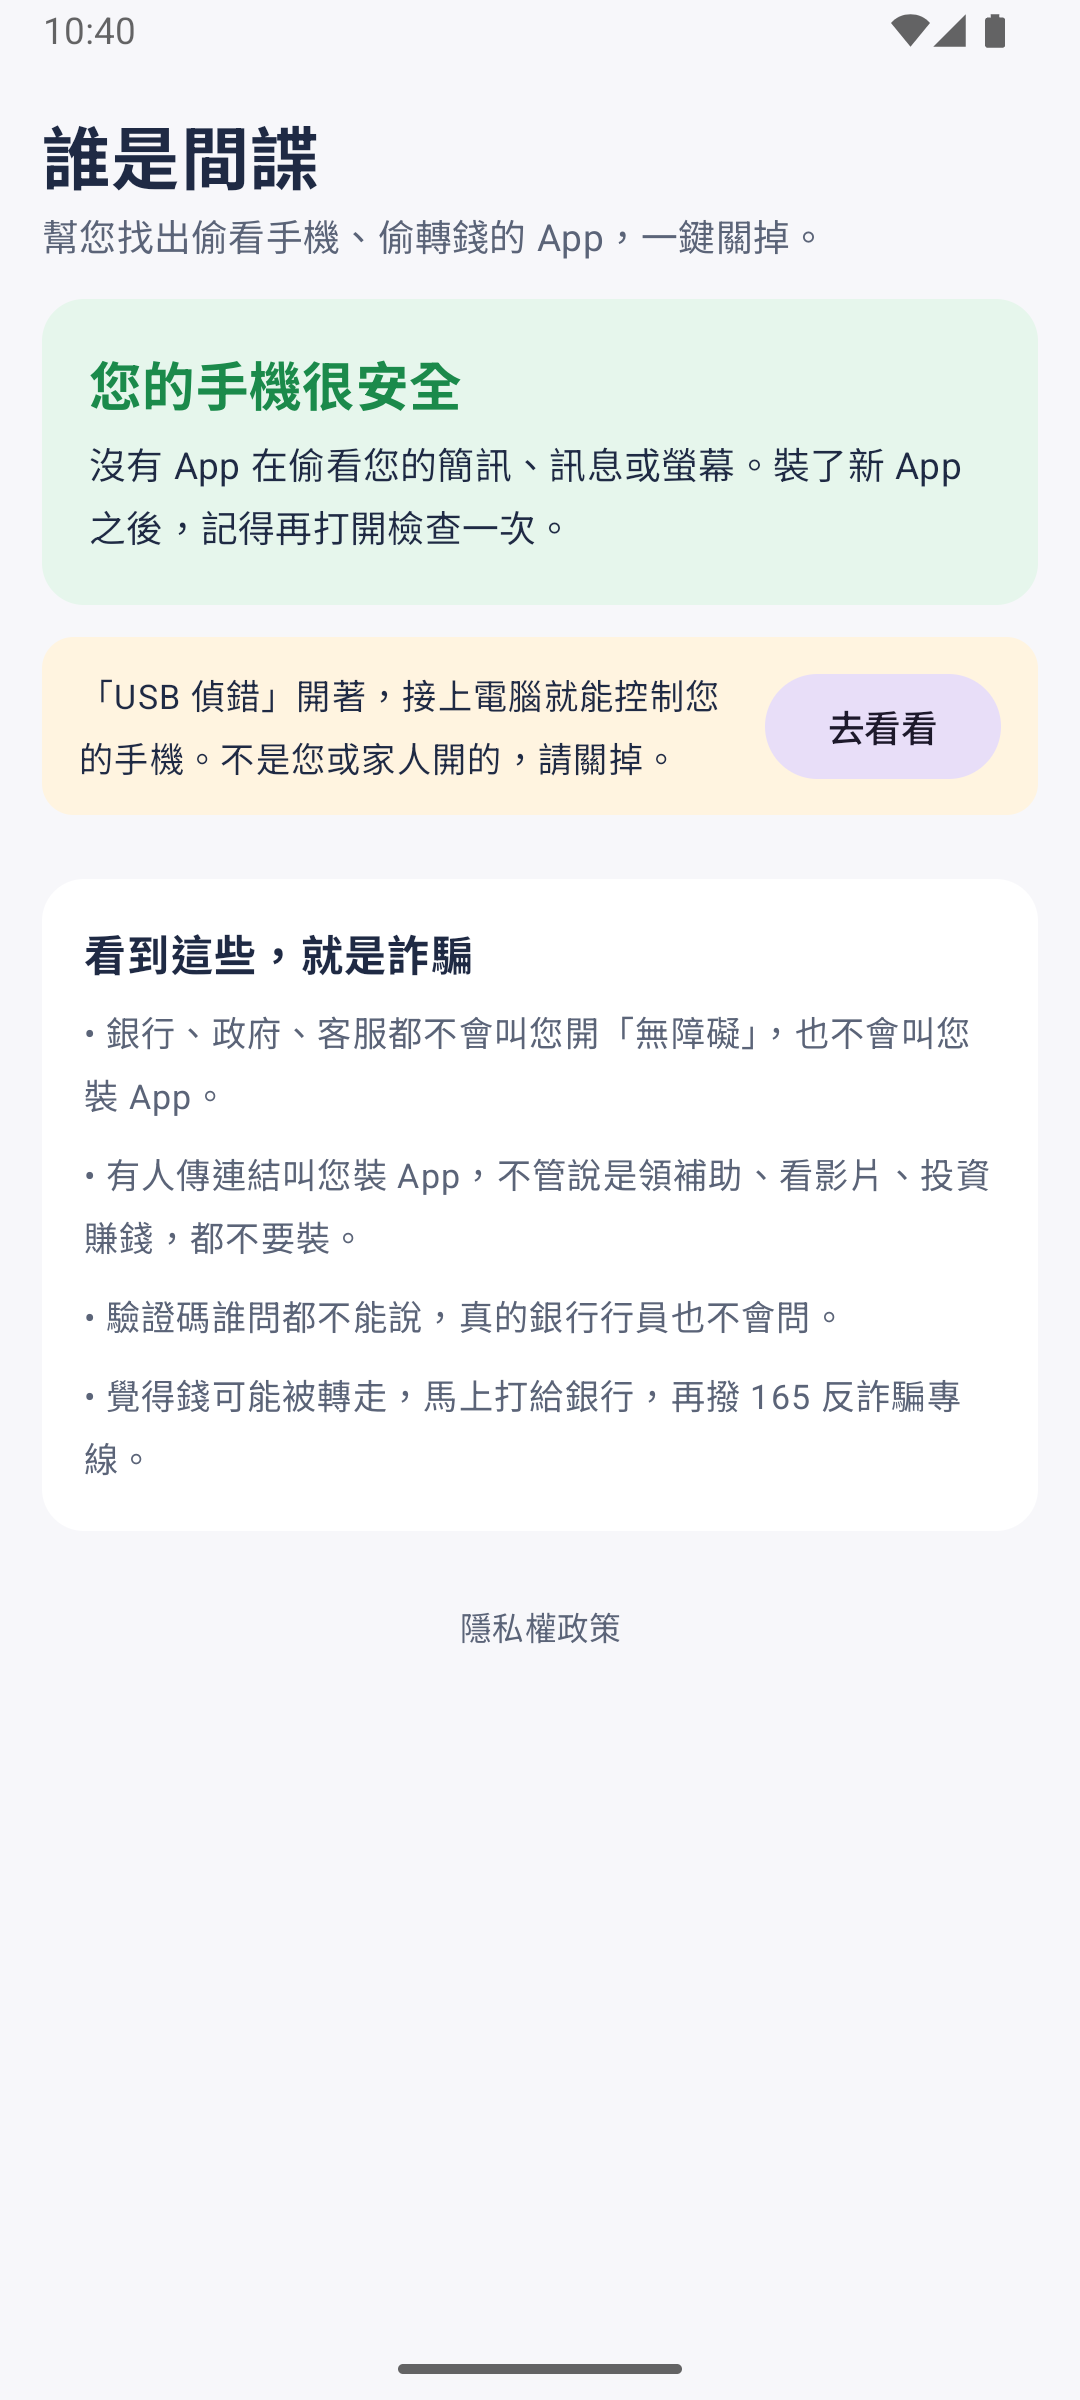 10:40
誰是間諜
幫您找出偷看手機、偷轉錢的 App，一鍵關掉。
您的手機很安全
沒有 App 在偷看您的簡訊、訊息或螢幕。裝了新 App
之後，記得再打開檢查一次。
「USB 偵錯」開著，接上電腦就能控制您
的手機。不是您或家人開的，請關掉。
去看看
看到這些，就是詐騙
• 銀行、政府、客服都不會叫您開「無障礙」，也不會叫您
裝 App。
• 有人傳連結叫您裝 App，不管說是領補助、看影片、投資
賺錢，都不要裝。
• 驗證碼誰問都不能說，真的銀行行員也不會問。
• 覺得錢可能被轉走，馬上打給銀行，再撥 165 反詐騙專
線。
隱私權政策